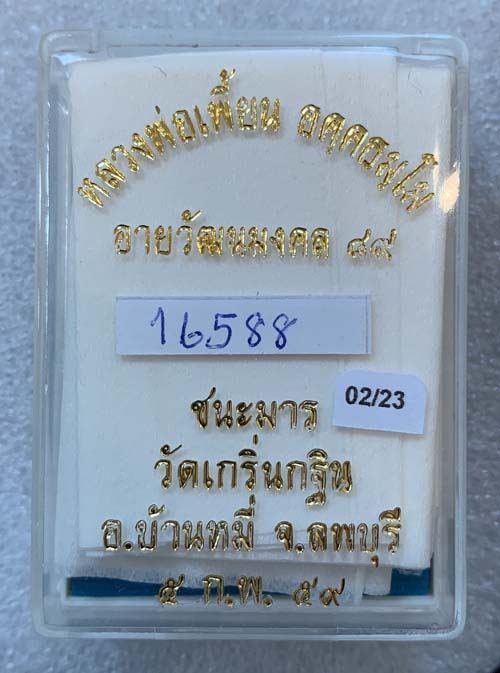 หลวงพ่อเพี้ยน อคฺคธมฺโม
อายุวัฒนมงคล ๘๙
16588
02/23
ชนะมาร
วัดเกริ่นกฐิน
อ.บ้านหมี่ จ.ลพบุรี
๕ ก.พ. ๕๙